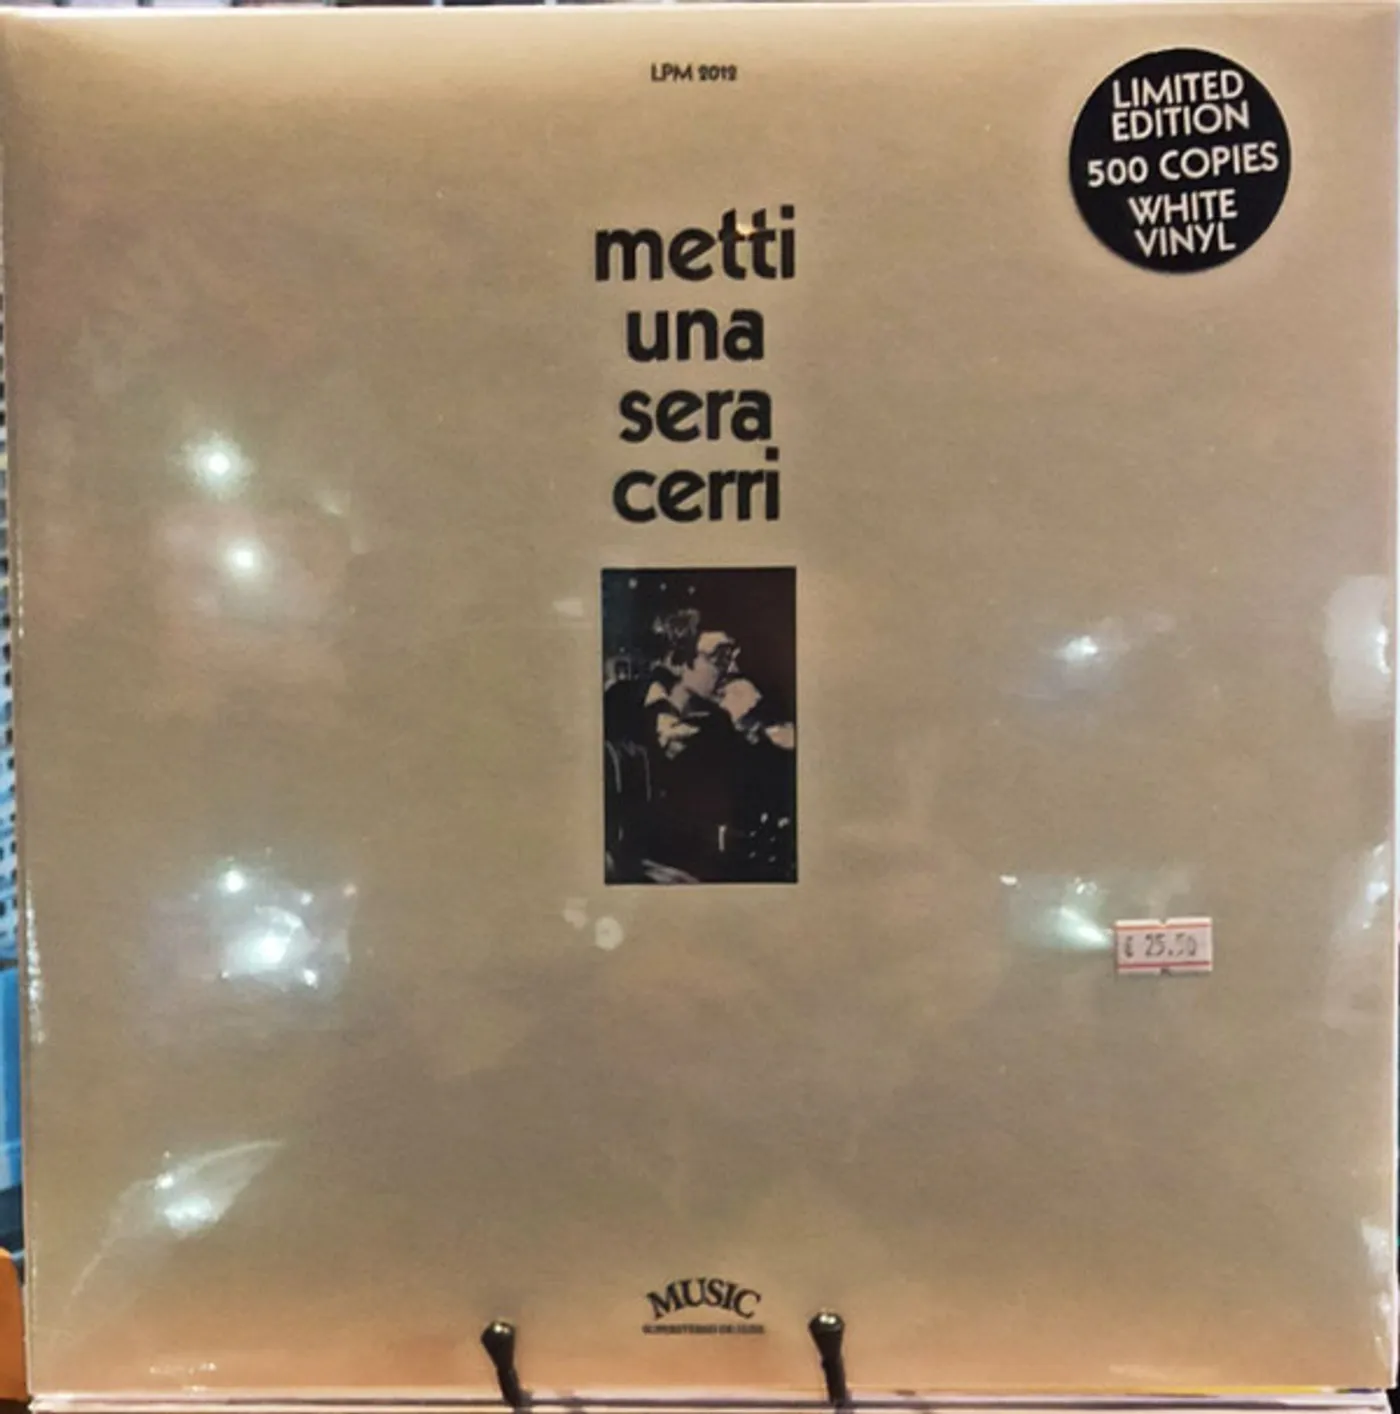 LPM 2012
LIMITED
EDITION
500 COPIES
WHITE
VINYL
metti
una
sera
cerri
€ 25.50
MUSIC